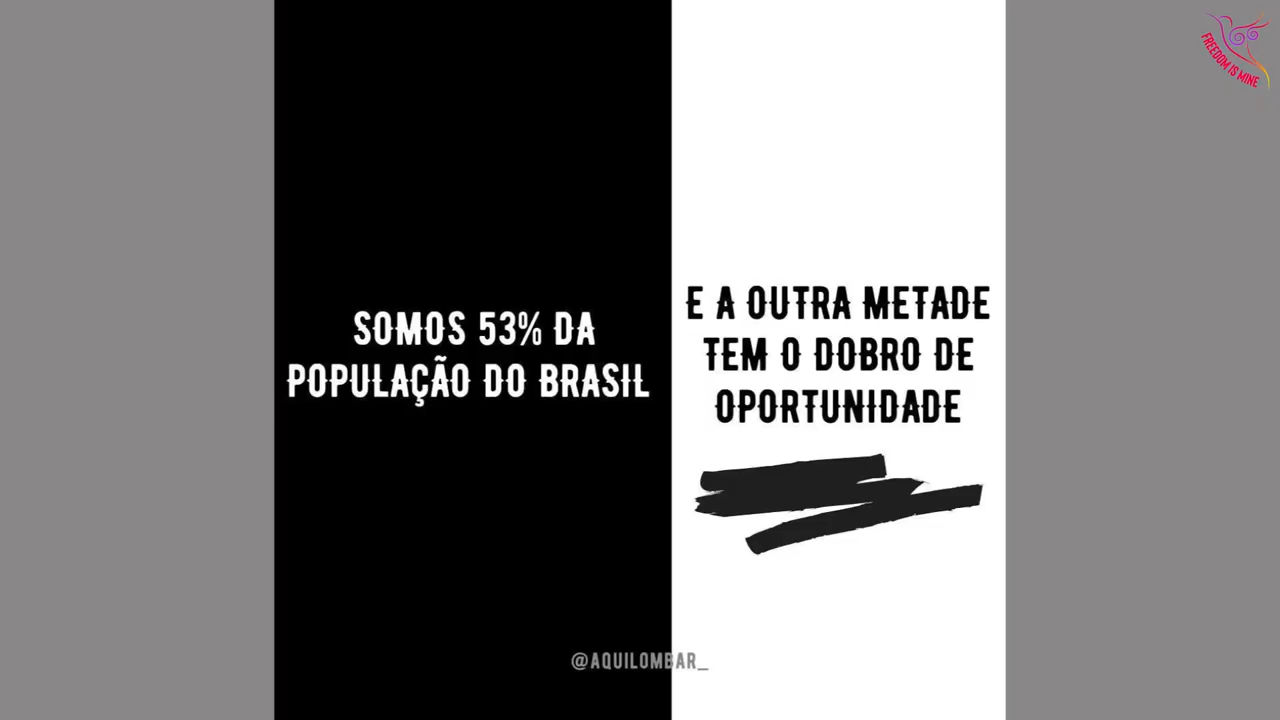 FREEDOM IS MINE
SOMOS 53% DA
POPULAÇÃO DO BRASIL
E A OUTRA METADE
TEM O DOBRO DE
OPORTUNIDADE
@AQUILOMBAR_